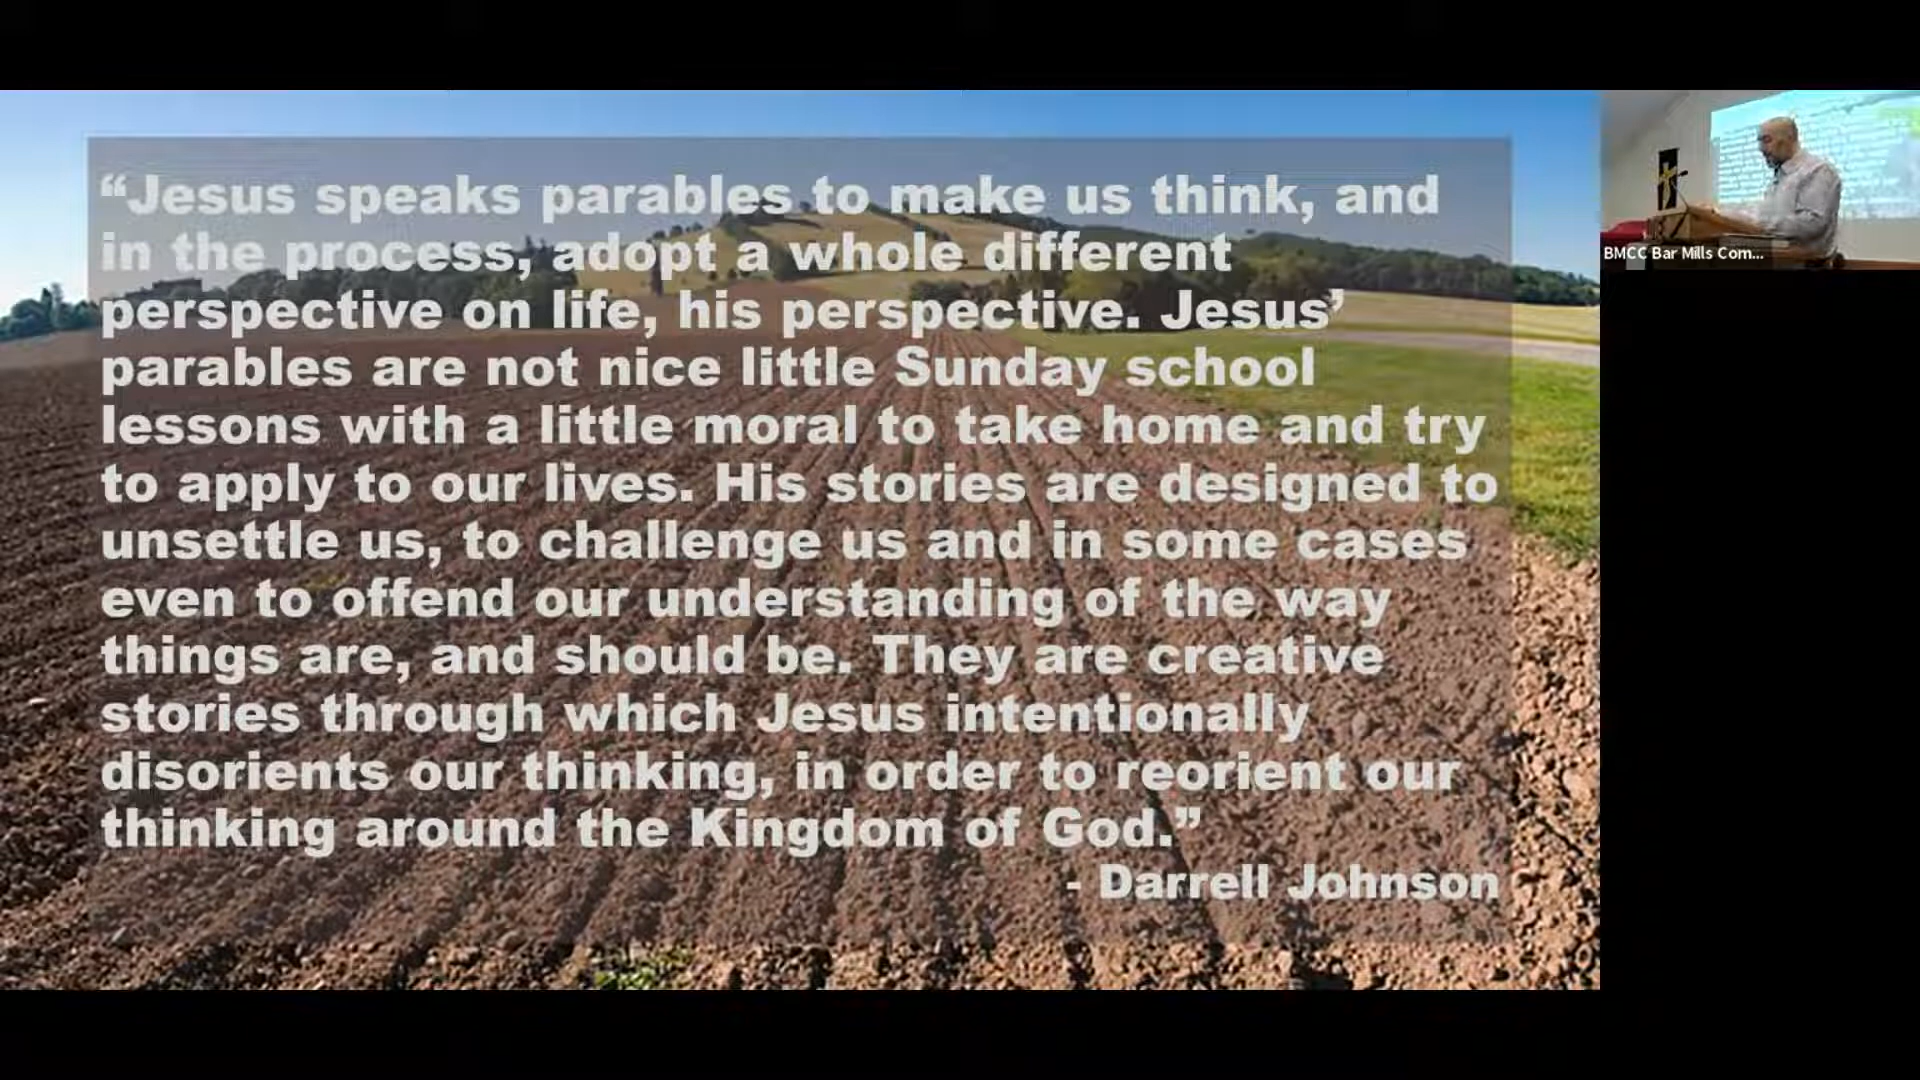 “Jesus speaks parables to make us think, and
in the process, adopt a whole different
perspective on life, his perspective. Jesus’
parables are not nice little Sunday school
lessons with a little moral to take home and try
to apply to our lives. His stories are designed to
unsettle us, to challenge us and in some cases
even to offend our understanding of the way
things are, and should be. They are creative
stories through which Jesus intentionally
disorients our thinking, in order to reorient our
thinking around the Kingdom of God.”
- Darrell Johnson
BMCC Bar Mills Com...